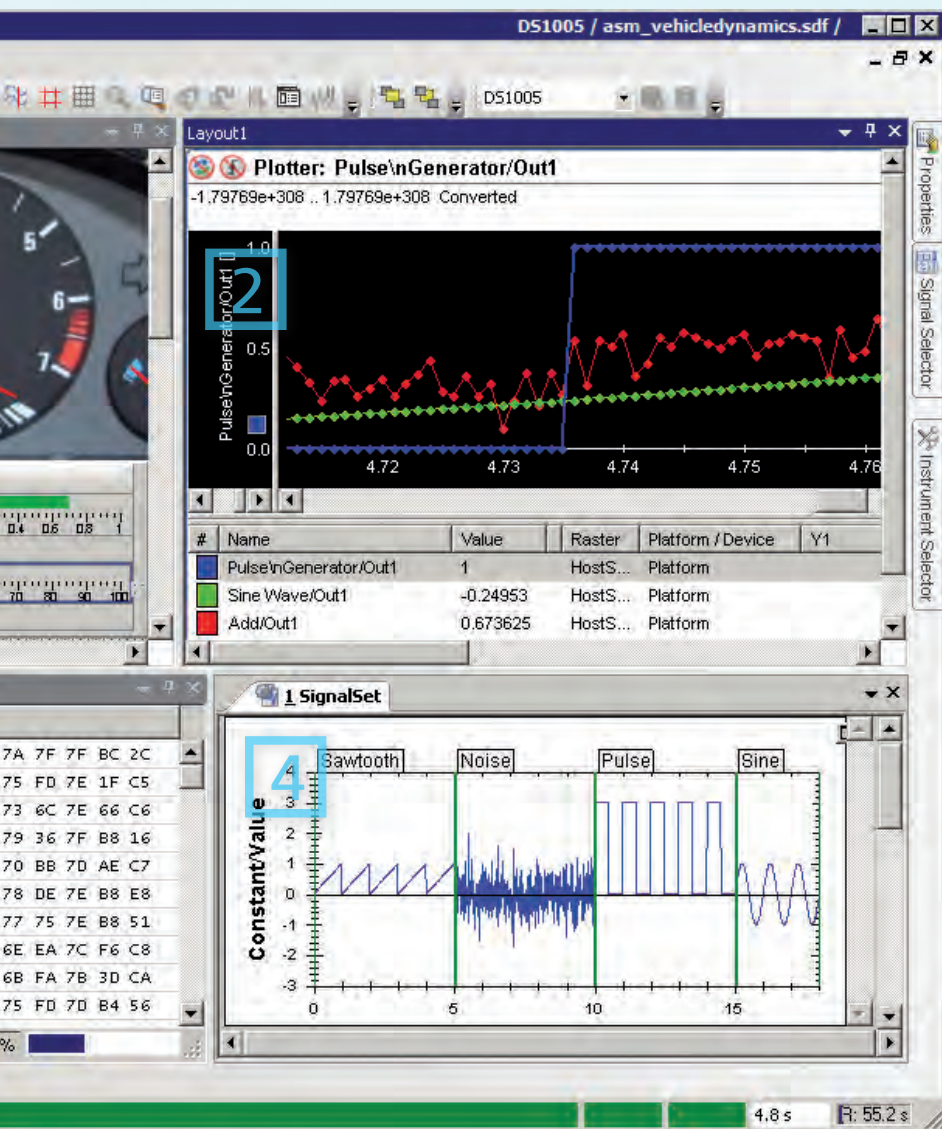 DS1005 / asm_vehicledynamics.sdf /
DS1005
Layout1
Plotter: Pulse\nGenerator/Out1
-1.79769e+308 .. 1.79769e+308 Converted
2
Pulse\nGenerator/Out1 []
1.0
0.5
0.0
4.72 4.73 4.74 4.75 4.76
# Name Value Raster Platform / Device Y1
Pulse\nGenerator/Out1 1 HostS... Platform
Sine Wave/Out1 -0.24953 HostS... Platform
Add/Out1 0.673625 HostS... Platform
Properties
Signal Selector
Instrument Selector
5
6
7
0.4 0.6 0.8 1
70 80 90 100
7A 7F 7F BC 2C
75 FD 7E 1F C5
73 6C 7E 66 C6
79 36 7F B8 16
70 BB 7D AE C7
78 DE 7E B8 E8
77 75 7E B8 51
6E EA 7C F6 C8
6B FA 7B 3D CA
75 FD 7D B4 56
%
1 SignalSet
4
Sawtooth Noise Pulse Sine
Constant/Value
4
3
2
1
0
-1
-2
-3
0 5 10 15
4.8 s R: 55.2 s